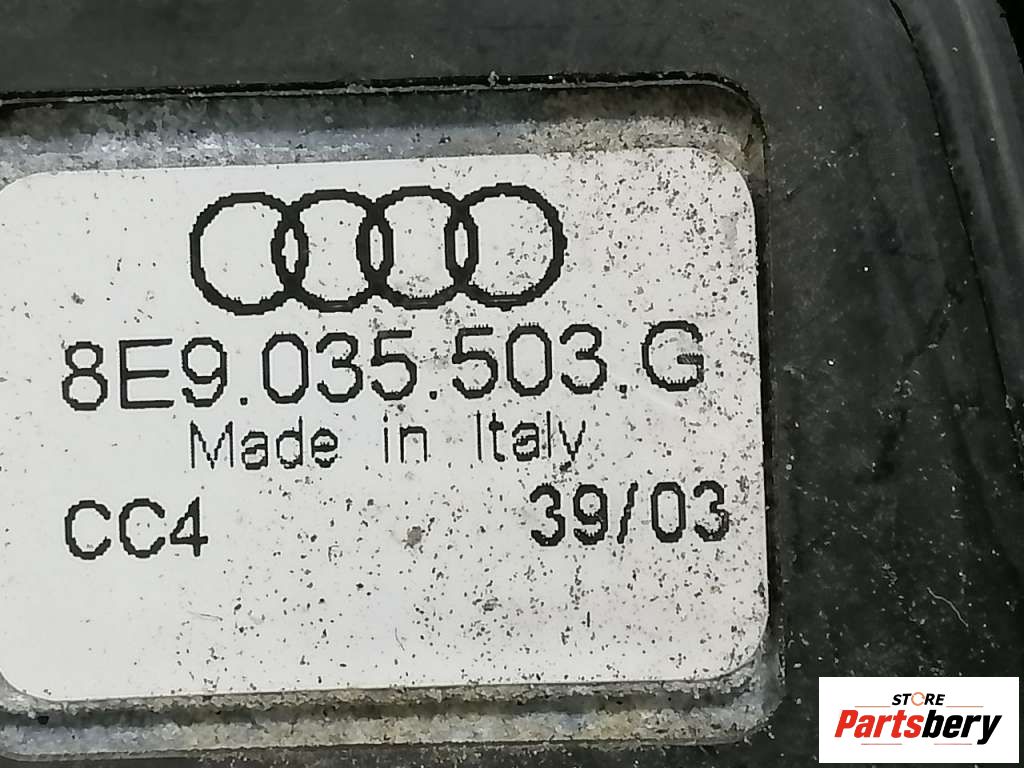 8E9.035.503.G
Made in Italy
CC4 39/03
STORE
Partsbery